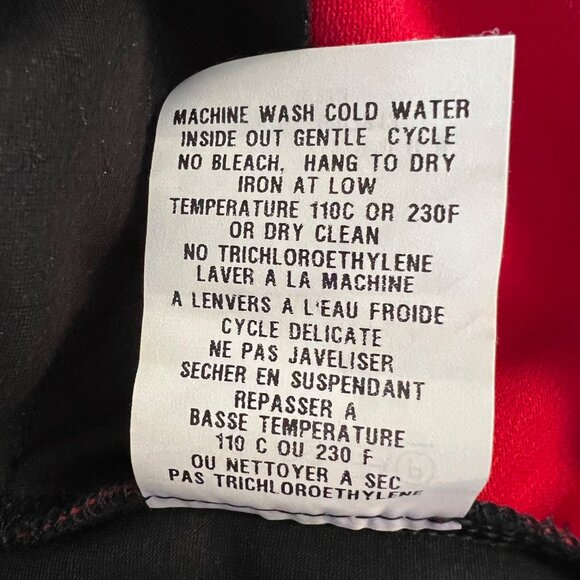 MACHINE WASH COLD WATER
INSIDE OUT GENTLE CYCLE
NO BLEACH, HANG TO DRY
IRON AT LOW
TEMPERATURE 110C OR 230F
OR DRY CLEAN
NO TRICHLOROETHYLENE
LAVER A LA MACHINE
A LENVERS A L'EAU FROIDE
CYCLE DELICATE
NE PAS JAVELISER
SECHER EN SUSPENDANT
REPASSER A
BASSE TEMPERATURE
110 C OU 230 F
OU NETTOYER A SEC
PAS TRICHLOROETHYLENE